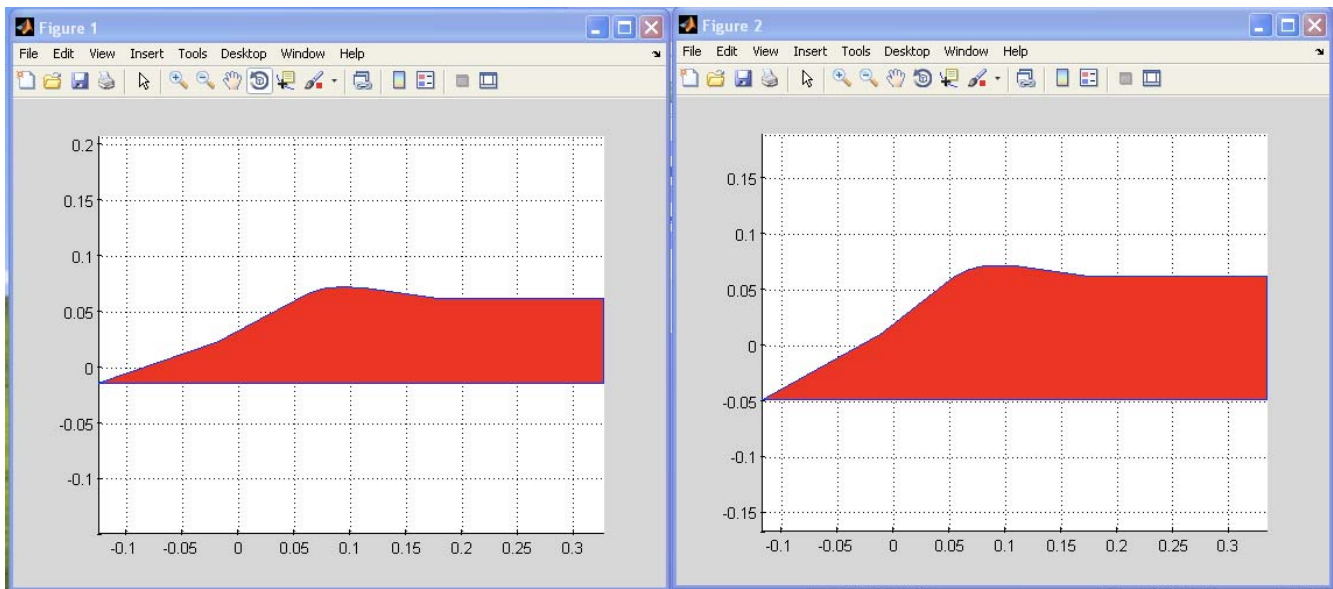 Figure 1
File Edit View Insert Tools Desktop Window Help
0.2
0.15
0.1
0.05
0
-0.05
-0.1
-0.1 -0.05 0 0.05 0.1 0.15 0.2 0.25 0.3
Figure 2
File Edit View Insert Tools Desktop Window Help
0.15
0.1
0.05
0
-0.05
-0.1
-0.15
-0.1 -0.05 0 0.05 0.1 0.15 0.2 0.25 0.3